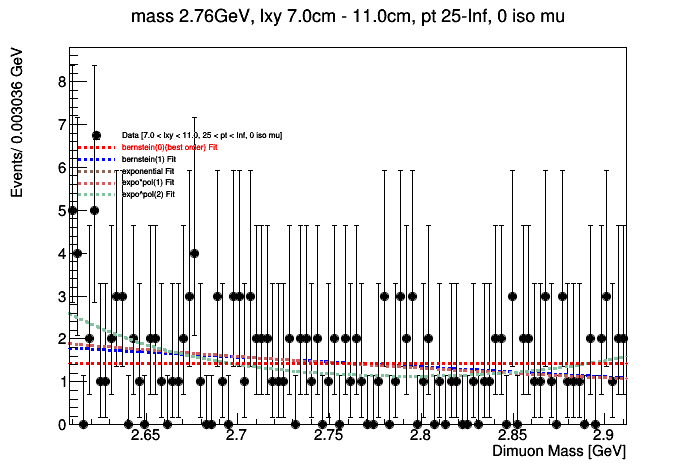 mass 2.76GeV, lxy 7.0cm - 11.0cm, pt 25-Inf, 0 iso mu
Events/ 0.003036 GeV
8
7
Data [7.0 < lxy < 11.0, 25 < pt < Inf, 0 iso mu]
bernstein(0)(best order) Fit
bernstein(1) Fit
exponential Fit
expo*pol(1) Fit
expo*pol(2) Fit
6
5
4
3
2
1
0
2.65 2.7 2.75 2.8 2.85 2.9
Dimuon Mass [GeV]